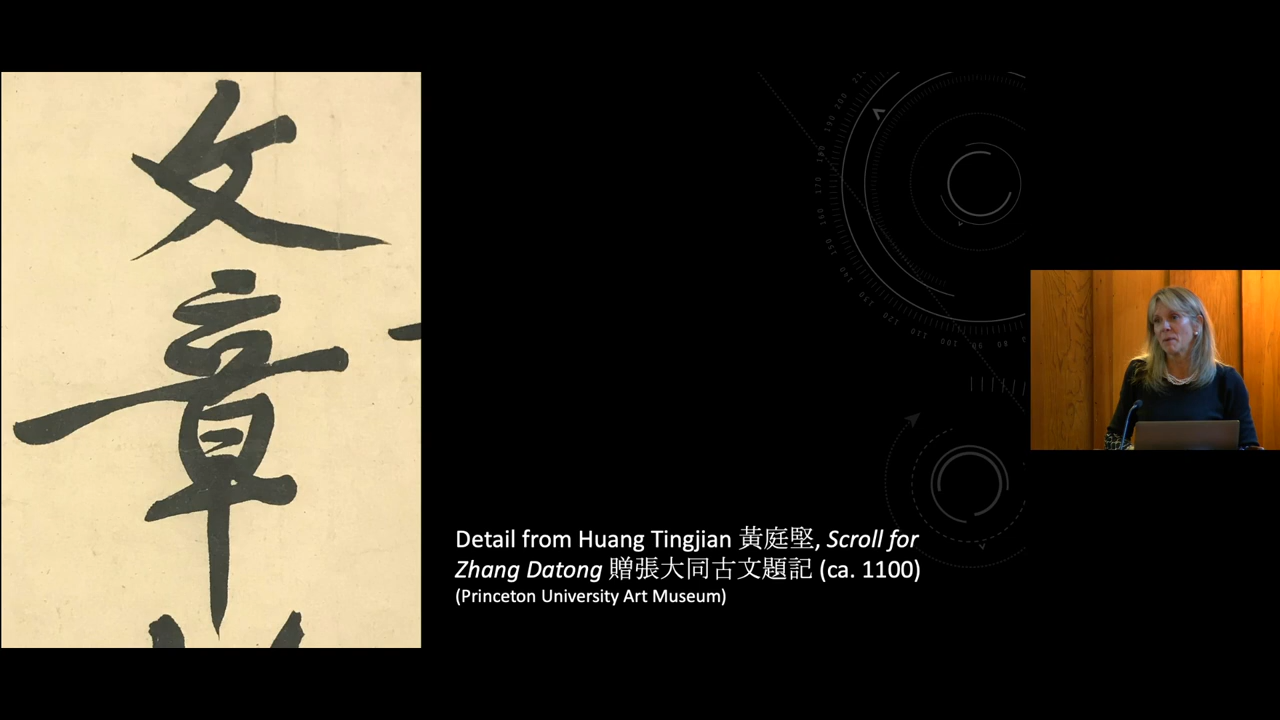 文章
Detail from Huang Tingjian 黃庭堅, Scroll for
Zhang Datong 贈張大同古文題記 (ca. 1100)
(Princeton University Art Museum)